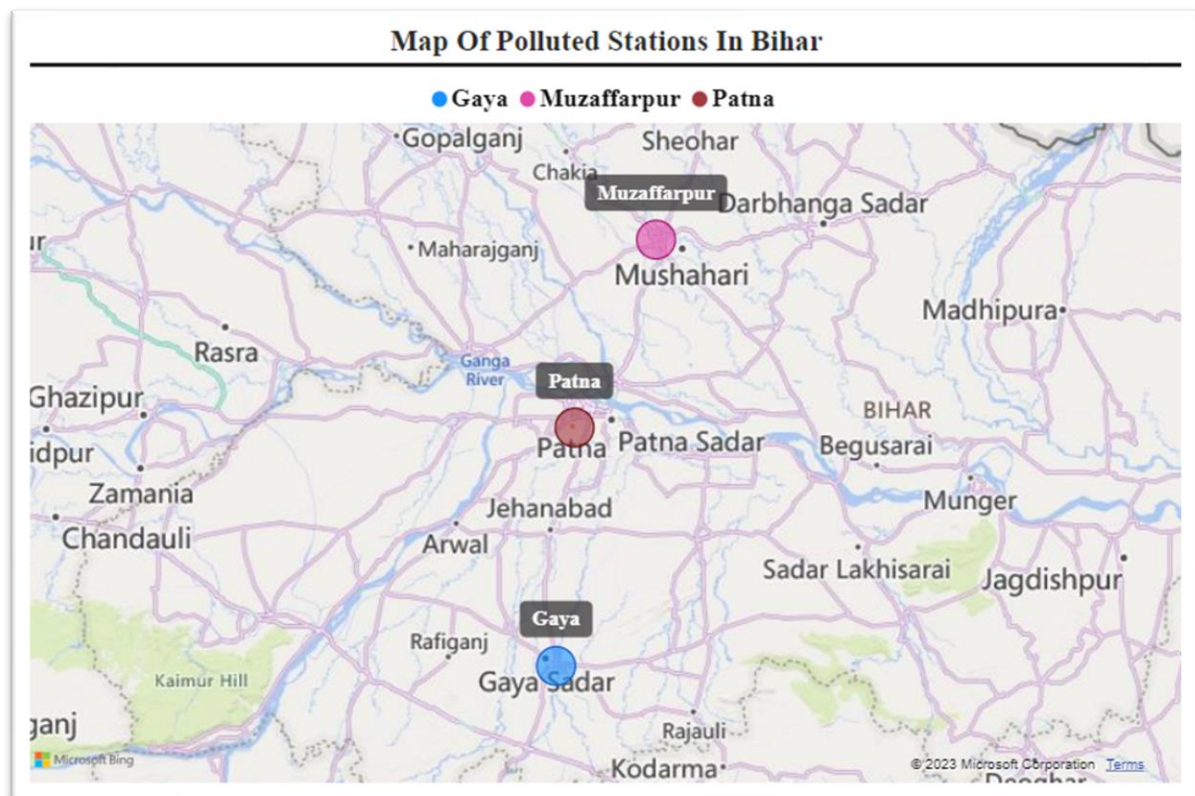 Map Of Polluted Stations In Bihar
Gaya Muzaffarpur Patna
Gopalganj
Sheohar
Chakia
Muzaffarpur
Darbhanga Sadar
ur
Maharajganj
Mushahari
Madhipura
Rasra
Ganga
River
Patna
Ghazipur
BIHAR
Patna
Patna Sadar
Begusarai
idpur
Zamania
Munger
Jehanabad
Chandauli
Arwal
Sadar Lakhisarai
Jagdishpur
Gaya
Rafiganj
Kaimur Hill
Gaya Sadar
ganj
Rajauli
Microsoft Bing
Kodarma
© 2023 Microsoft Corporation Terms